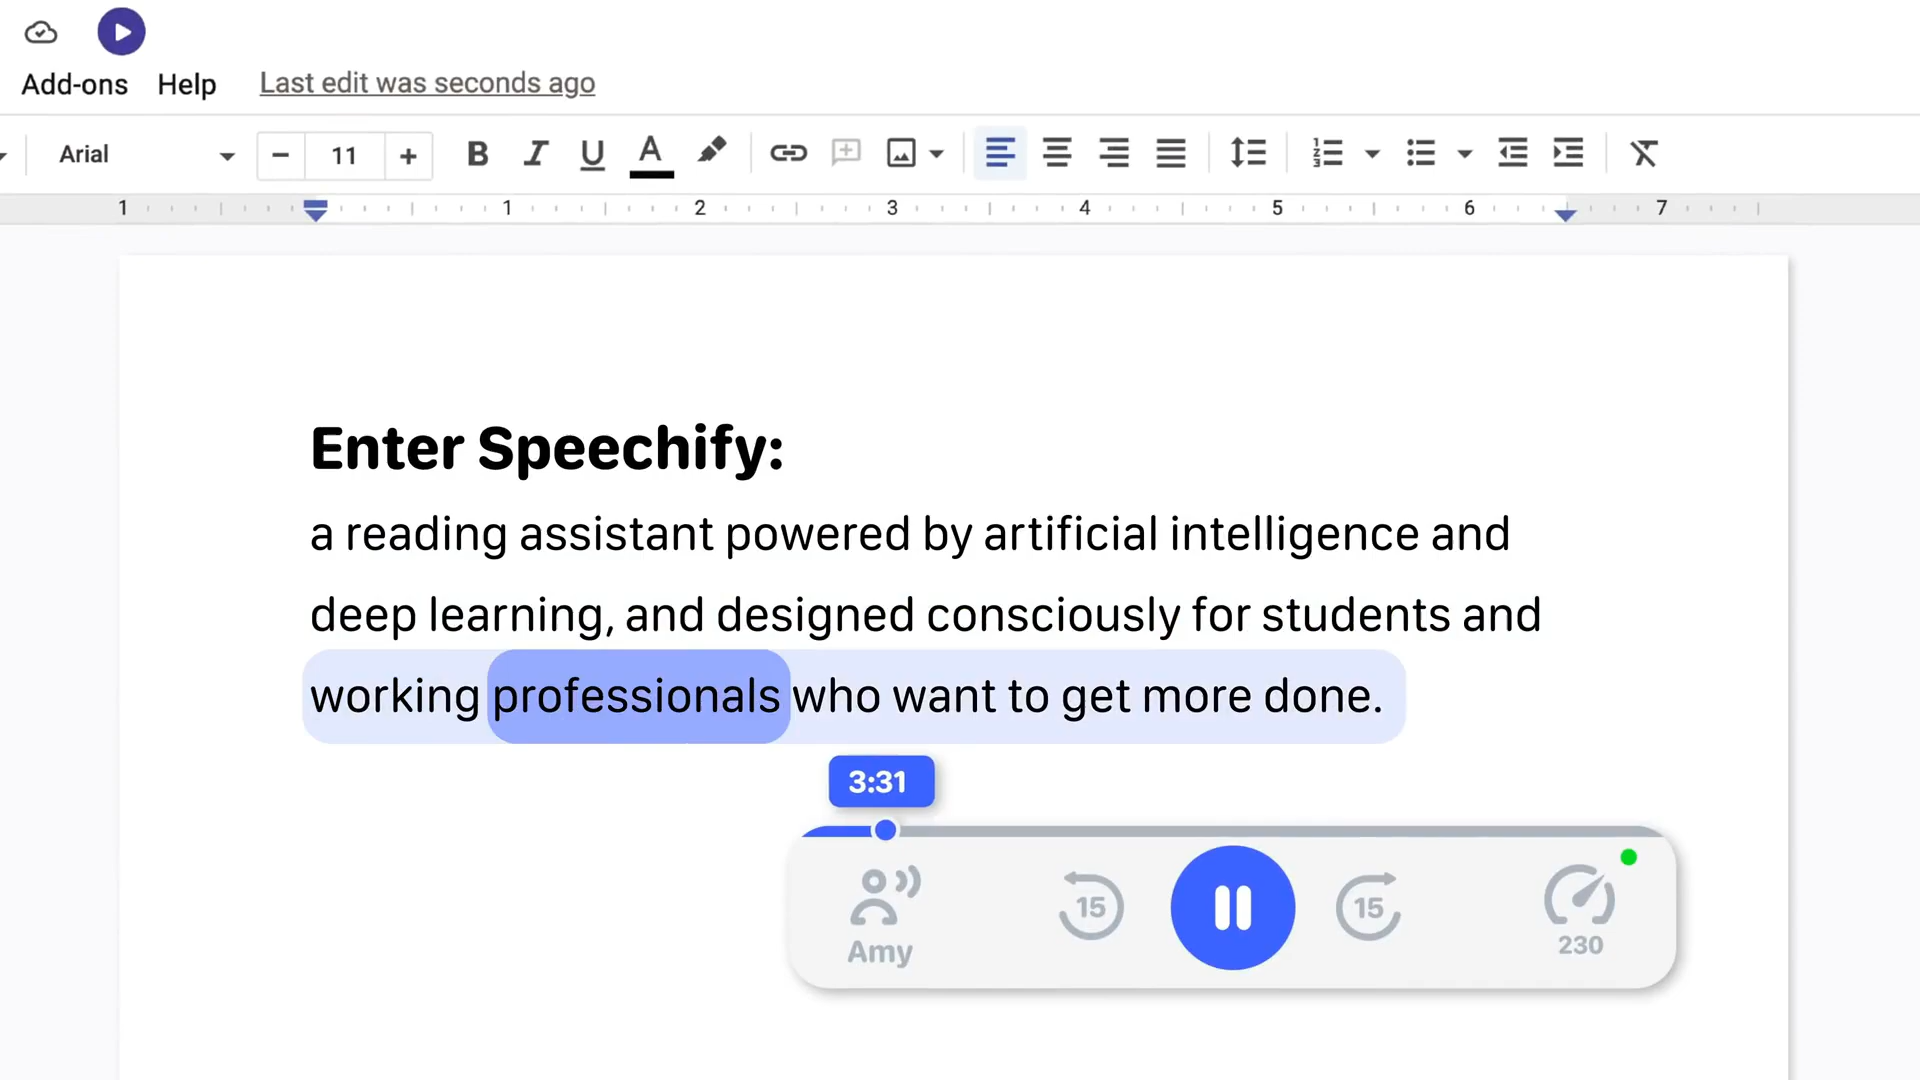 Add-ons Help Last edit was seconds ago
Arial − 11 + B I U A
1 1 2 3 4 5 6 7
Enter Speechify:
a reading assistant powered by artificial intelligence and
deep learning, and designed consciously for students and
working professionals who want to get more done.
3:31
15 15
Amy 230